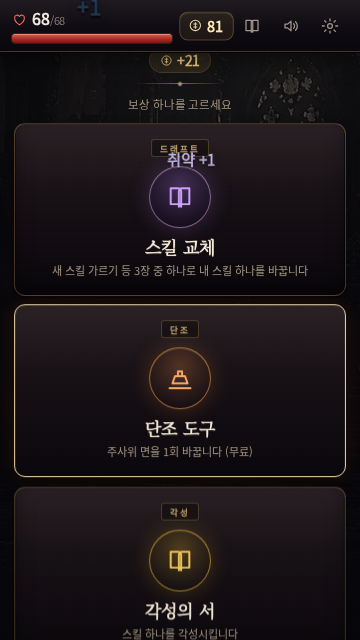 +1
68/68
81
+21
보상 하나를 고르세요
드래프트
취약 +1
스킬 교체
새 스킬 가르기 등 3장 중 하나로 내 스킬 하나를 바꿉니다
단조
단조 도구
주사위 면을 1회 바꿉니다 (무료)
각성
각성의 서
스킬 하나를 각성시킵니다